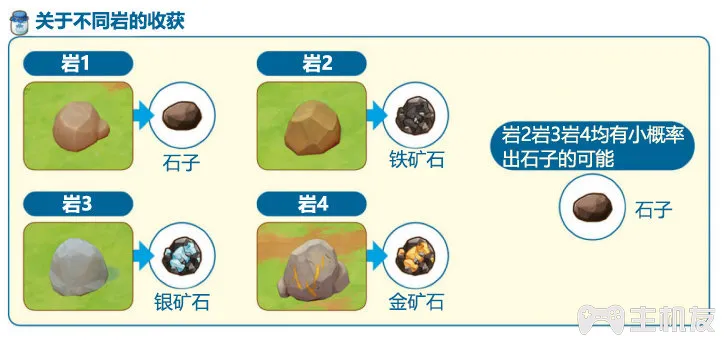 关于不同岩的收获
岩1
岩2
石子
铁矿石
岩2岩3岩4均有小概率
出石子的可能
石子
岩3
岩4
银矿石
金矿石
主机友